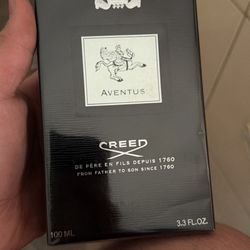 AVENTUS
CREED
DE PÈRE EN FILS DEPUIS 1760
FROM FATHER TO SON SINCE 1760
100 ML
3.3 FL.OZ.